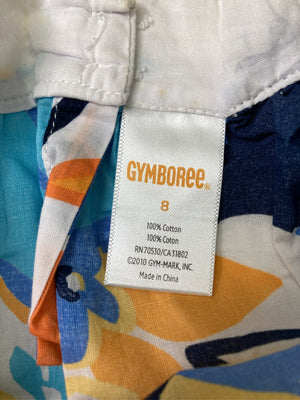 GYMBOREE®
8
100% Cotton
100% Coton
RN70530/CA31802
©2010 GYM-MARK, INC.
Made in China